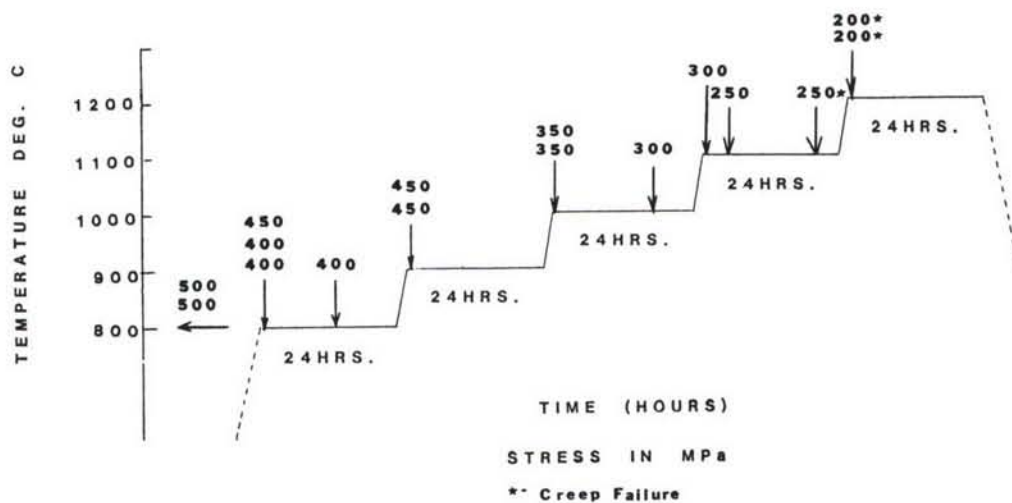 TEMPERATURE DEG. C
1200
1100
1000
900
800
500
500
450
400
400
400
24HRS.
450
450
24HRS.
350
350
300
24HRS.
300
250
250*
24HRS.
200*
200*
24HRS.
TIME (HOURS)
STRESS IN MPa
*- Creep Failure